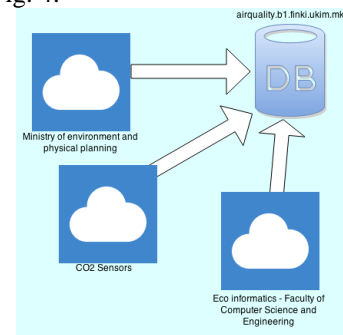 airquality.b1.finki.ukim.mk
DB
Ministry of environment and
physical planning
CO2 Sensors
Eco informatics - Faculty of
Computer Science and
Engineering